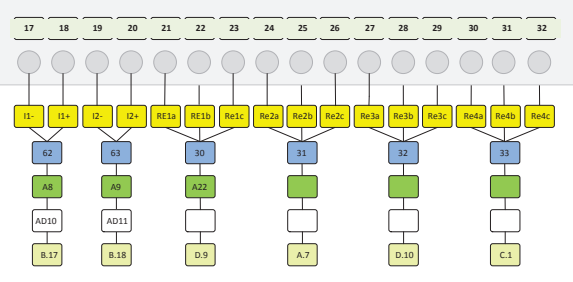 17 18 19 20 21 22 23 24 25 26 27 28 29 30 31 32
I1- I1+ I2- I2+ RE1a RE1b Re1c Re2a Re2b Re2c Re3a Re3b Re3c Re4a Re4b Re4c
62 63 30 31 32 33
A8 A9 A22
AD10 AD11
B.17 B.18 D.9 A.7 D.10 C.1